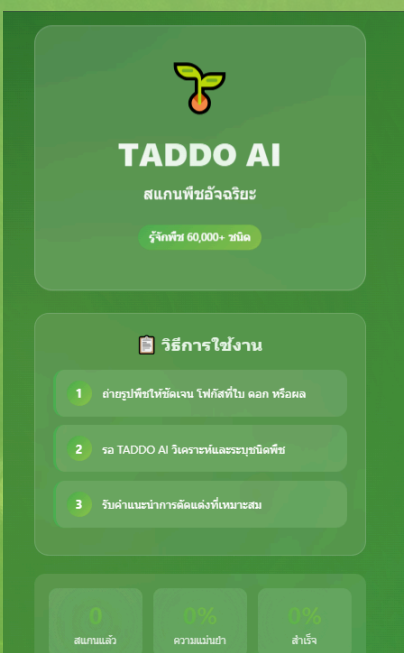 TADDO AI
สแกนพืชอัจฉริยะ
รู้จักพืช 60,000+ ชนิด
วิธีการใช้งาน
1 ถ่ายรูปพืชให้ชัดเจน โฟกัสที่ใบ ดอก หรือผล
2 รอ TADDO AI วิเคราะห์และระบุชนิดพืช
3 รับคำแนะนำการตัดแต่งที่เหมาะสม
0 0% 0%
สแกนแล้ว ความแม่นยำ สำเร็จ